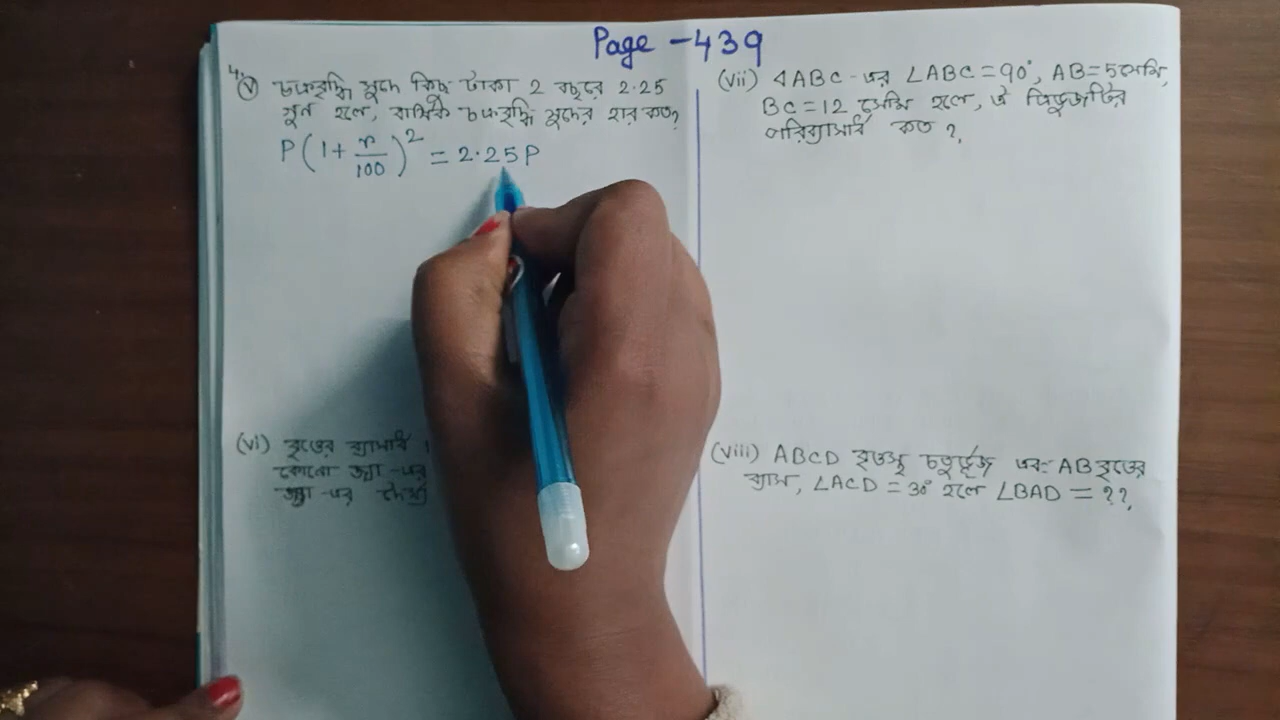 Page - 439
4. (v) চক্রবৃদ্ধি সুদে কিছু টাকা 2 বছরে 2.25
গুণ হলে, বার্ষিক চক্রবৃদ্ধি সুদের হার কত?
P(1 + r/100)² = 2.25P
(vi) বৃত্তের ব্যাসার্ধ
কোনো জ্যা-এর
জ্যা-এর দৈর্ঘ্য
(vii) ∆ABC-এর ∠ABC = 90°, AB = 5 সেমি,
BC = 12 সেমি হলে, ঐ ত্রিভুজটির
পরিব্যাসার্ধ কত?
(viii) ABCD বৃত্তস্থ চতুর্ভুজ এবং AB বৃত্তের
ব্যাস, ∠ACD = 30° হলে ∠BAD = ??